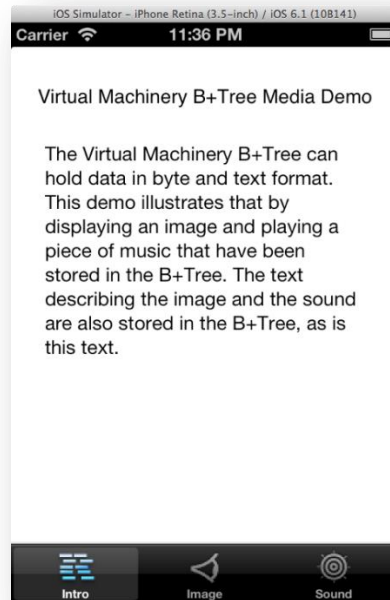 iOS Simulator - iPhone Retina (3.5-inch) / iOS 6.1 (10B141)
Carrier 11:36 PM
Virtual Machinery B+Tree Media Demo
The Virtual Machinery B+Tree can
hold data in byte and text format.
This demo illustrates that by
displaying an image and playing a
piece of music that have been
stored in the B+Tree. The text
describing the image and the sound
are also stored in the B+Tree, as is
this text.
Intro Image Sound